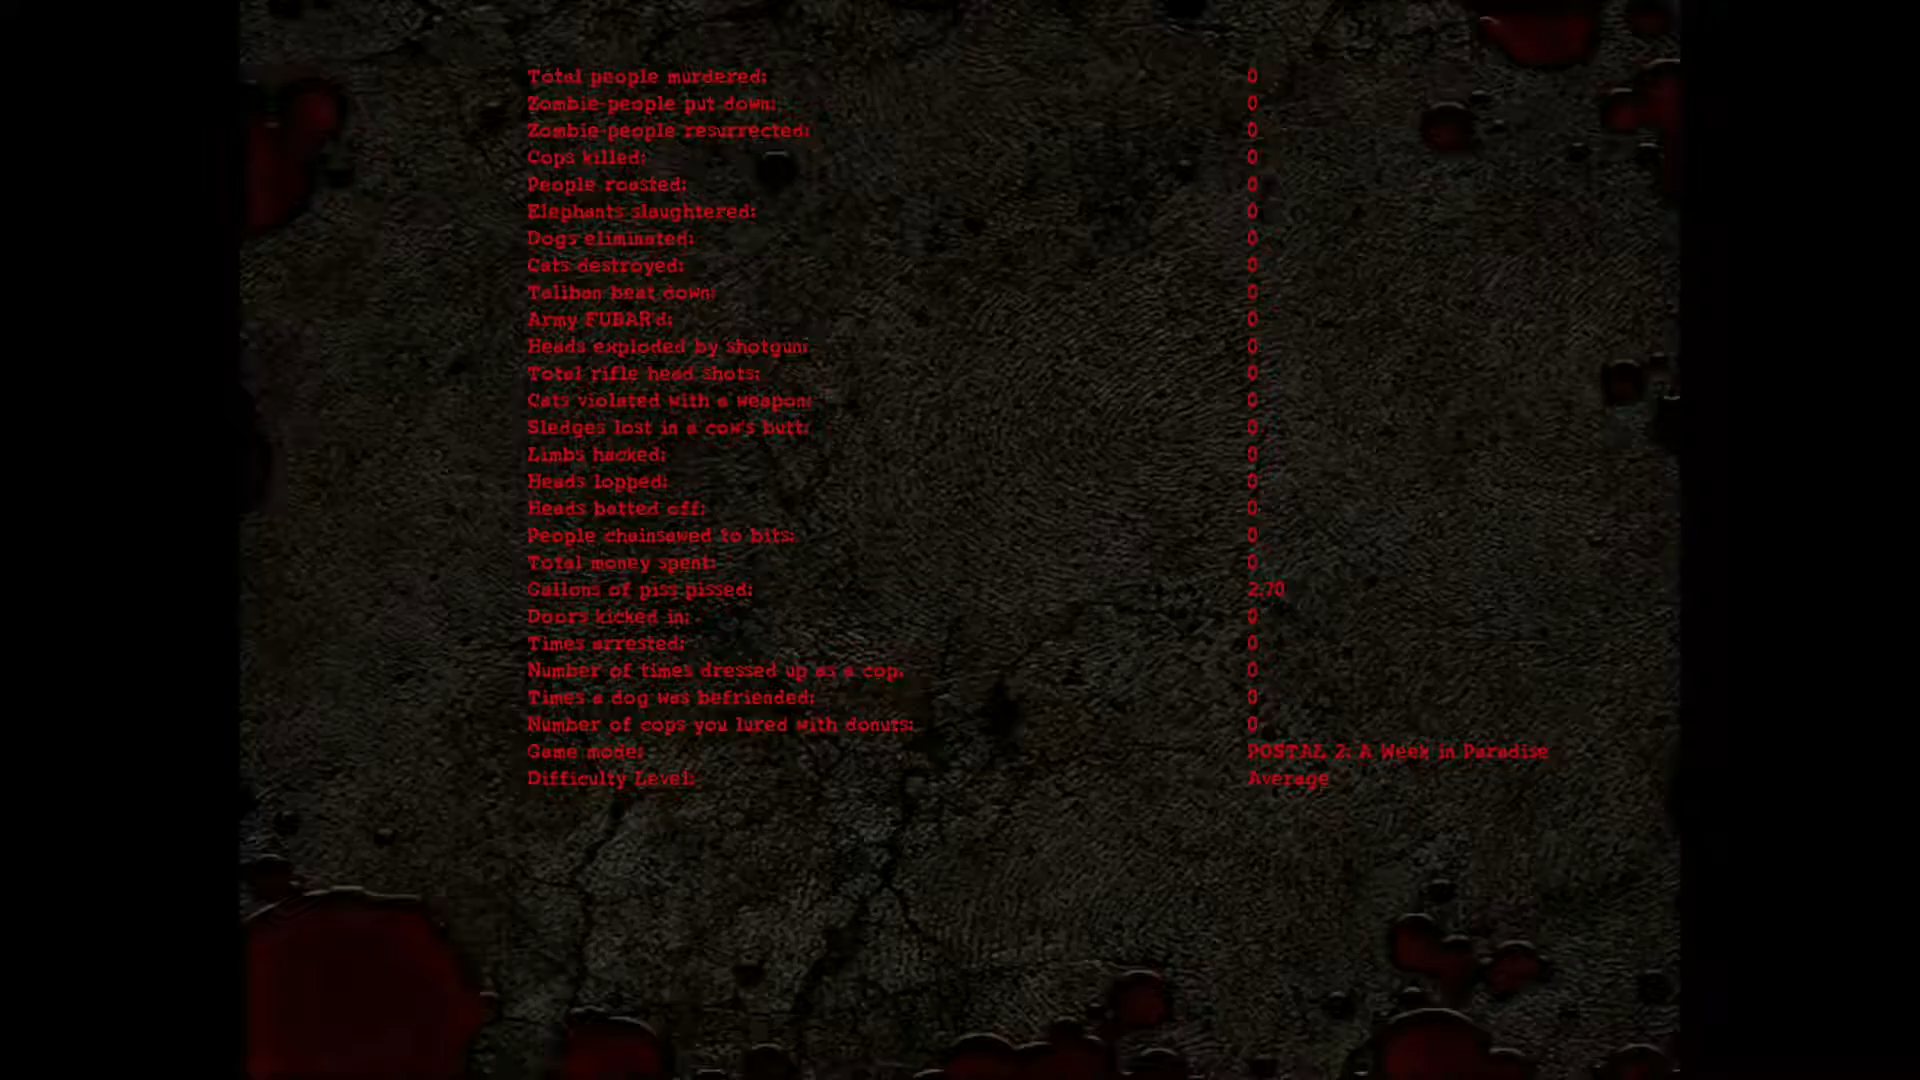 Total people murdered: 0
Zombie-people put down: 0
Zombie-people resurrected: 0
Cops killed: 0
People roasted: 0
Elephants slaughtered: 0
Dogs eliminated: 0
Cats destroyed: 0
Taliban beat down: 0
Army FUBAR'd: 0
Heads exploded by shotgun: 0
Total rifle head shots: 0
Cats violated with a weapon: 0
Sledges lost in a cow's butt: 0
Limbs hacked: 0
Heads lopped: 0
Heads batted off: 0
People chainsawed to bits: 0
Total money spent: 0
Gallons of piss pissed: 2.70
Doors kicked in: 0
Times arrested: 0
Number of times dressed up as a cop. 0
Times a dog was befriended: 0
Number of cops you lured with donuts: 0
Game mode: POSTAL 2: A Week in Paradise
Difficulty Level: Average